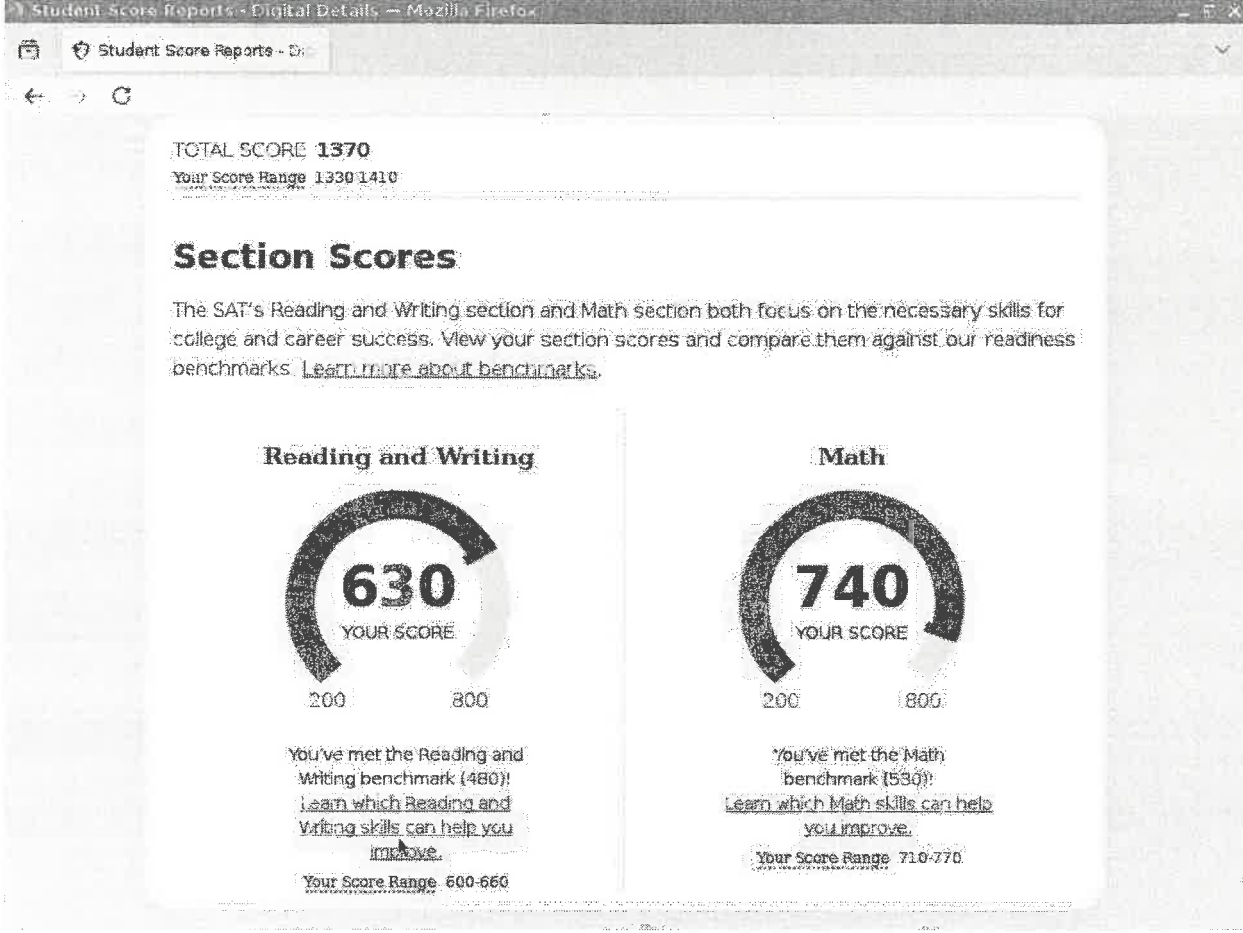 Student Score Reports - Digital Details — Mozilla Firefox
Student Score Reports - Di
TOTAL SCORE 1370
Your Score Range 1330-1410
Section Scores
The SAT's Reading and Writing section and Math section both focus on the necessary skills for
college and career success. View your section scores and compare them against our readiness
benchmarks. Learn more about benchmarks.
Reading and Writing
630
YOUR SCORE
200 800
You've met the Reading and
Writing benchmark (480)!
Learn which Reading and
Writing skills can help you
improve.
Your Score Range 600-660
Math
740
YOUR SCORE
200 800
You've met the Math
benchmark (530)!
Learn which Math skills can help
you improve.
Your Score Range 710-770